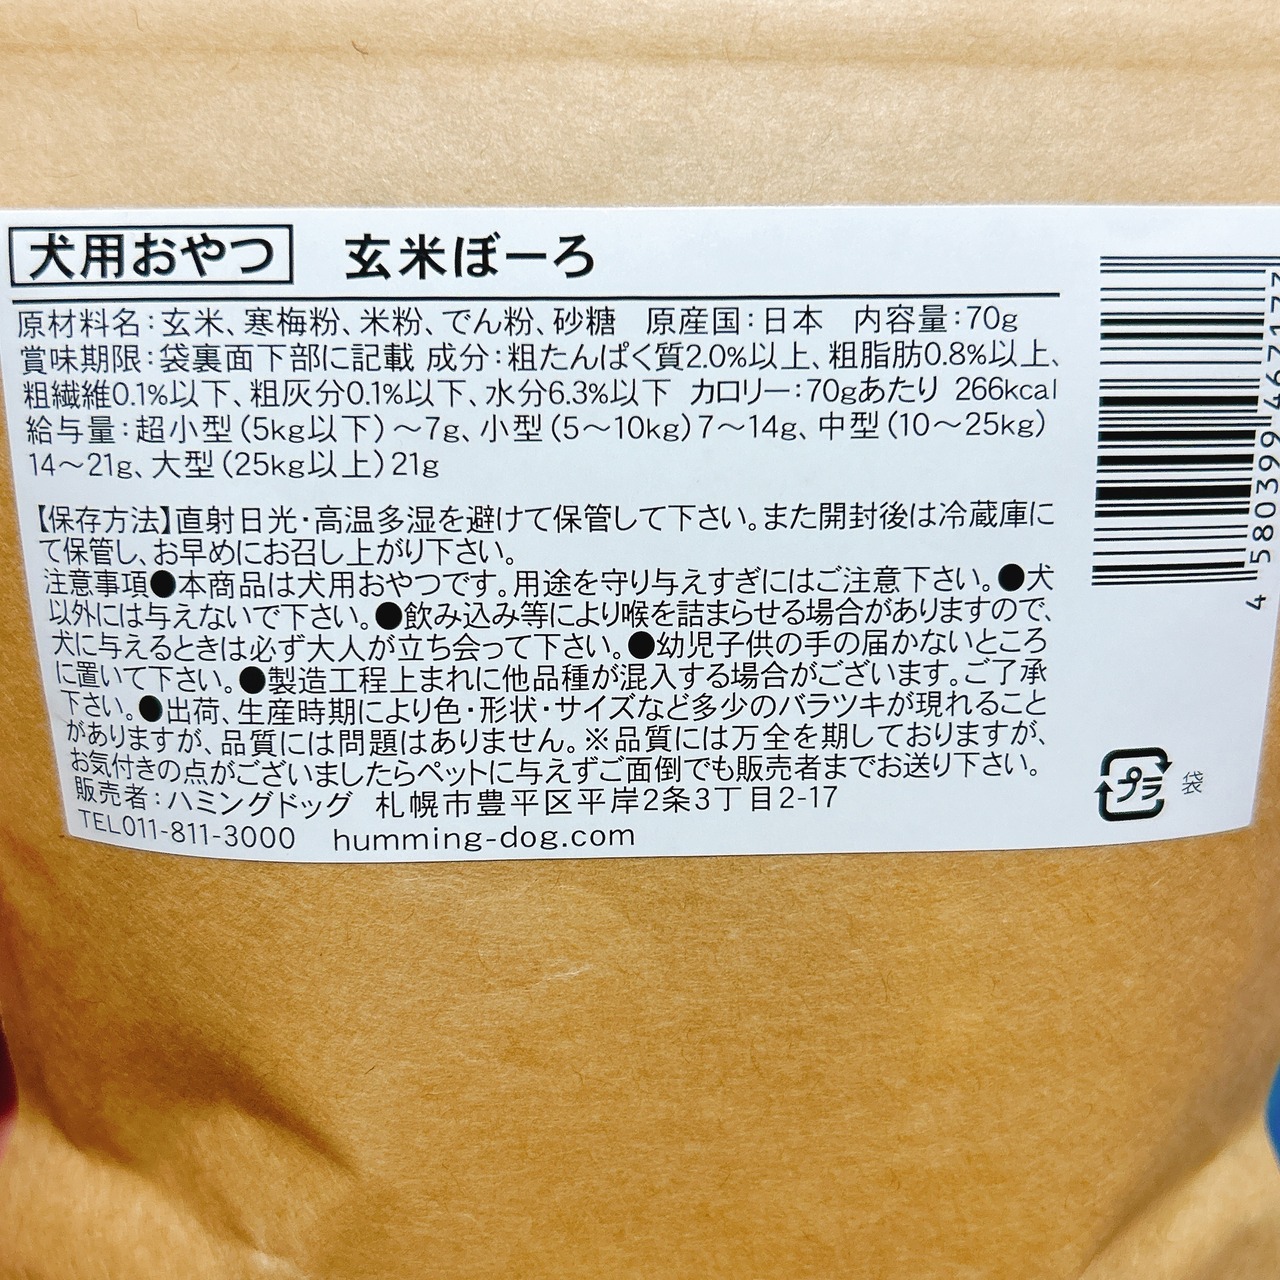 犬用おやつ 玄米ぼーろ
原材料名：玄米、寒梅粉、米粉、でん粉、砂糖 原産国：日本 内容量：70g
賞味期限：袋裏面下部に記載 成分：粗たんぱく質2.0%以上、粗脂肪0.8%以上、
粗繊維0.1%以下、粗灰分0.1%以下、水分6.3%以下 カロリー：70gあたり 266kcal
給与量：超小型（5kg以下）〜7g、小型（5〜10kg）7〜14g、中型（10〜25kg）
14〜21g、大型（25kg以上）21g
【保存方法】直射日光・高温多湿を避けて保管して下さい。また開封後は冷蔵庫に
て保管し、お早めにお召し上がり下さい。
注意事項●本商品は犬用おやつです。用途を守り与えすぎにはご注意下さい。●犬
以外には与えないで下さい。●飲み込み等により喉を詰まらせる場合がありますので、
犬に与えるときは必ず大人が立ち会って下さい。●幼児子供の手の届かないところ
に置いて下さい。●製造工程上まれに他品種が混入する場合がございます。ご了承
下さい。●出荷、生産時期により色・形状・サイズなど多少のバラツキが現れること
がありますが、品質には問題はありません。※品質には万全を期しておりますが、
お気付きの点がございましたらペットに与えずご面倒でも販売者までお送り下さい。
販売者：ハミングドッグ 札幌市豊平区平岸2条3丁目2-17
TEL011-811-3000 humming-dog.com
4 580399 467177
プラ 袋